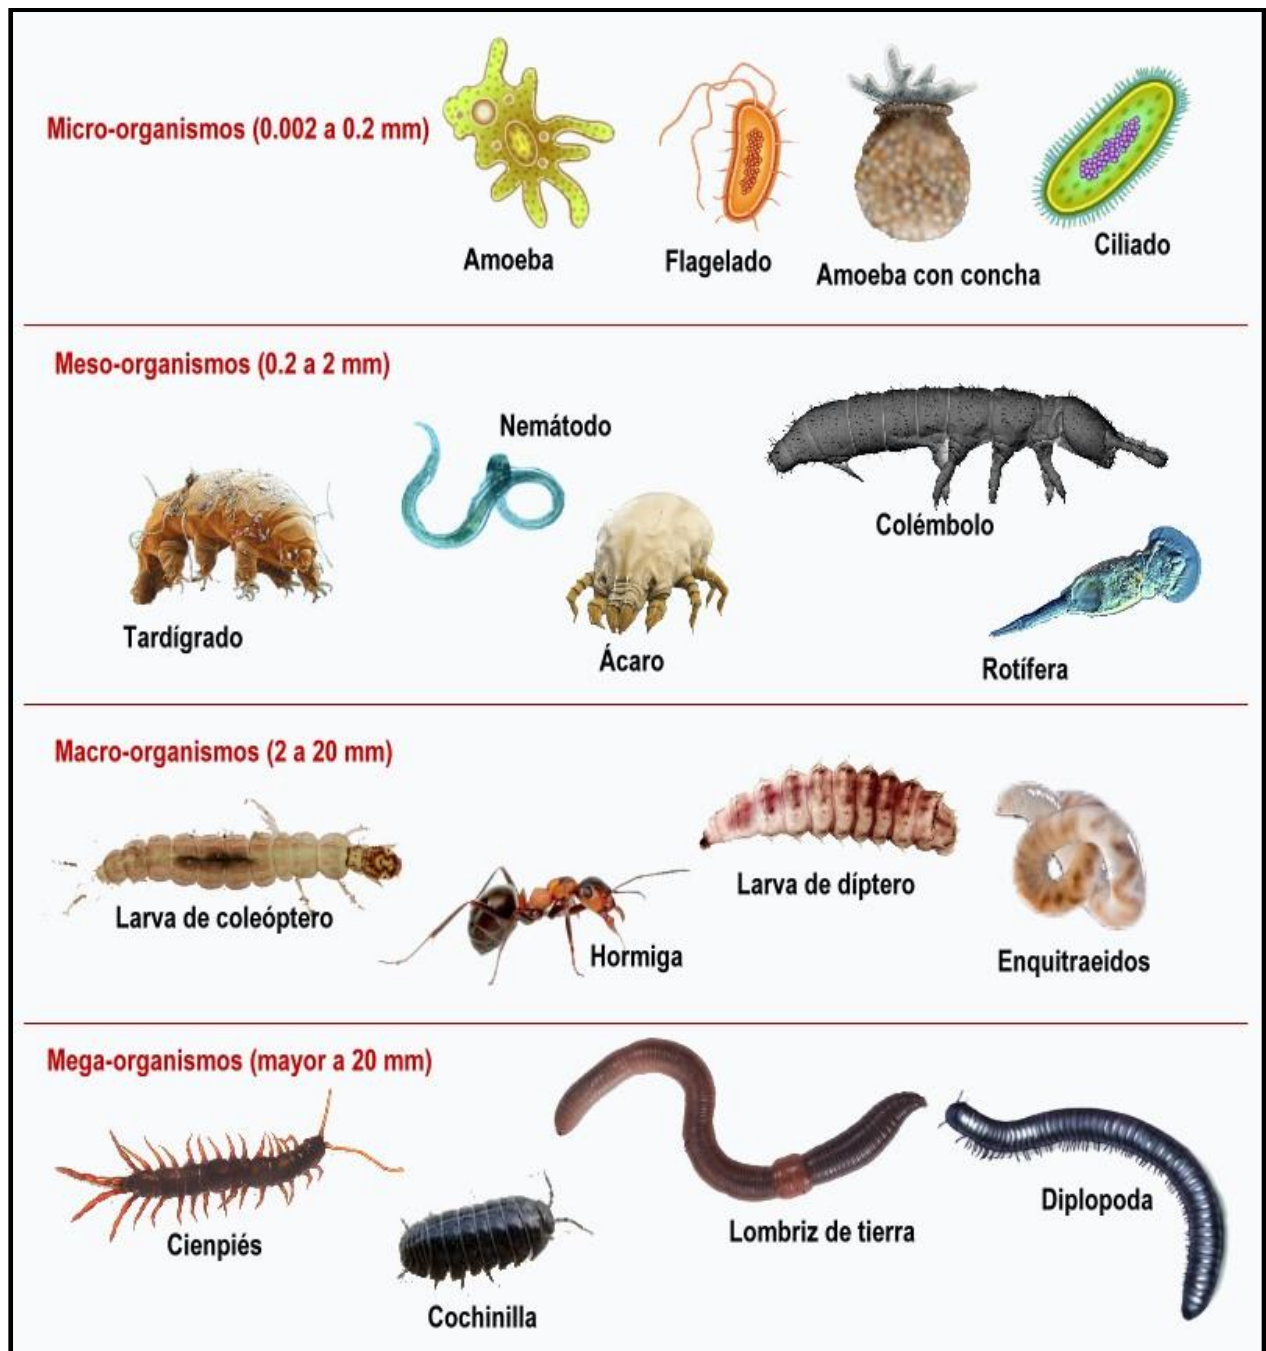 Micro-organismos (0.002 a 0.2 mm)
Amoeba
Flagelado
Amoeba con concha
Ciliado
Meso-organismos (0.2 a 2 mm)
Nemátodo
Colémbolo
Tardígrado
Ácaro
Rotífera
Macro-organismos (2 a 20 mm)
Larva de coleóptero
Hormiga
Larva de díptero
Enquitraeidos
Mega-organismos (mayor a 20 mm)
Cienpiés
Cochinilla
Lombriz de tierra
Diplopoda